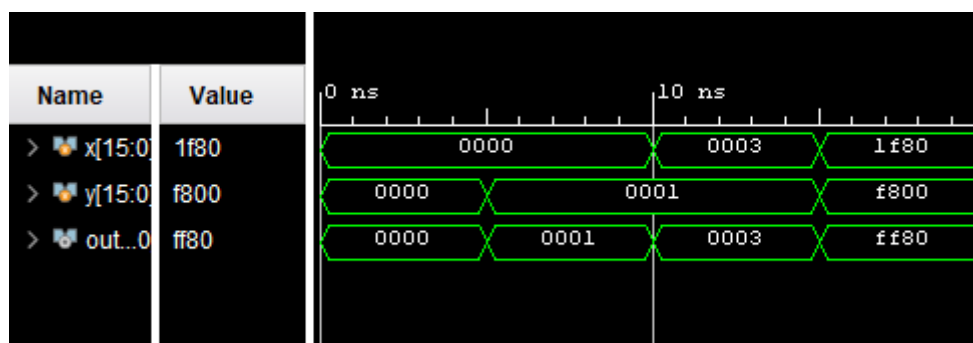 0 ns 10 ns
Name Value
x[15:0] 1f80 0000 0003 1f80
y[15:0] f800 0000 0001 f800
out...0 ff80 0000 0001 0003 ff80